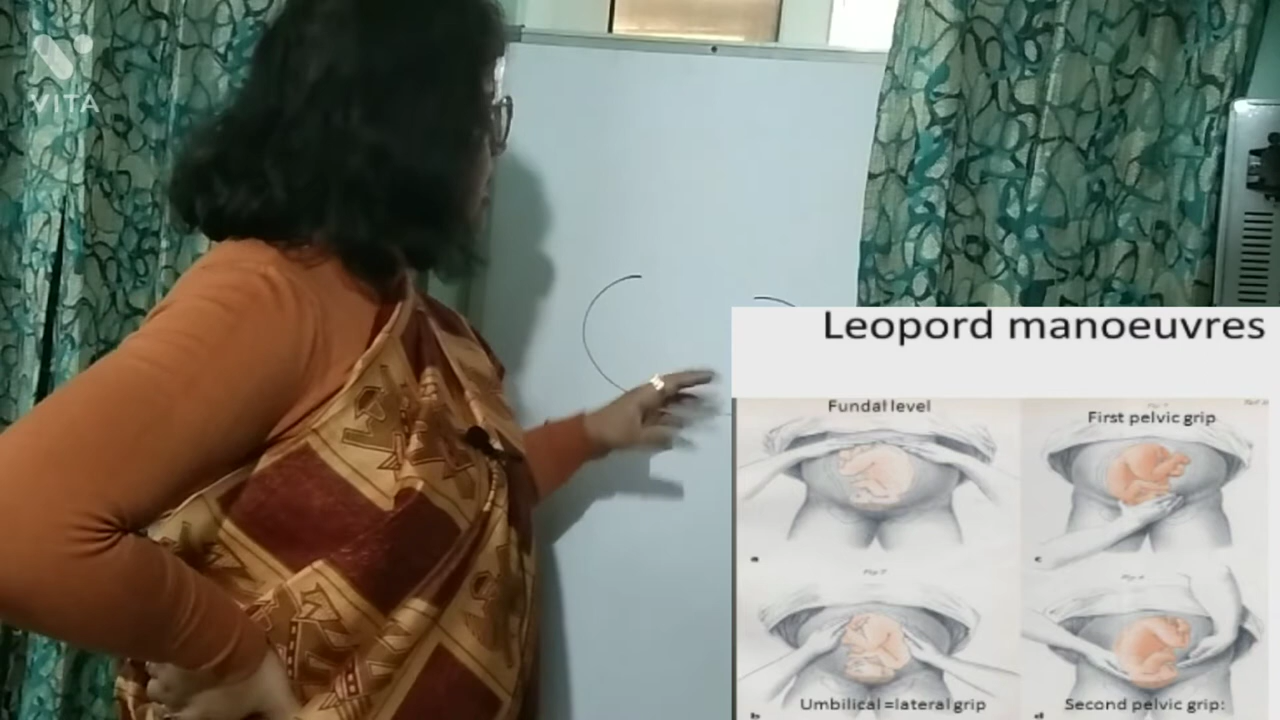 VITA
Leopord manoeuvres
Fundal level
First pelvic grip
a
c
Umbilical =lateral grip
Second pelvic grip:
b
d